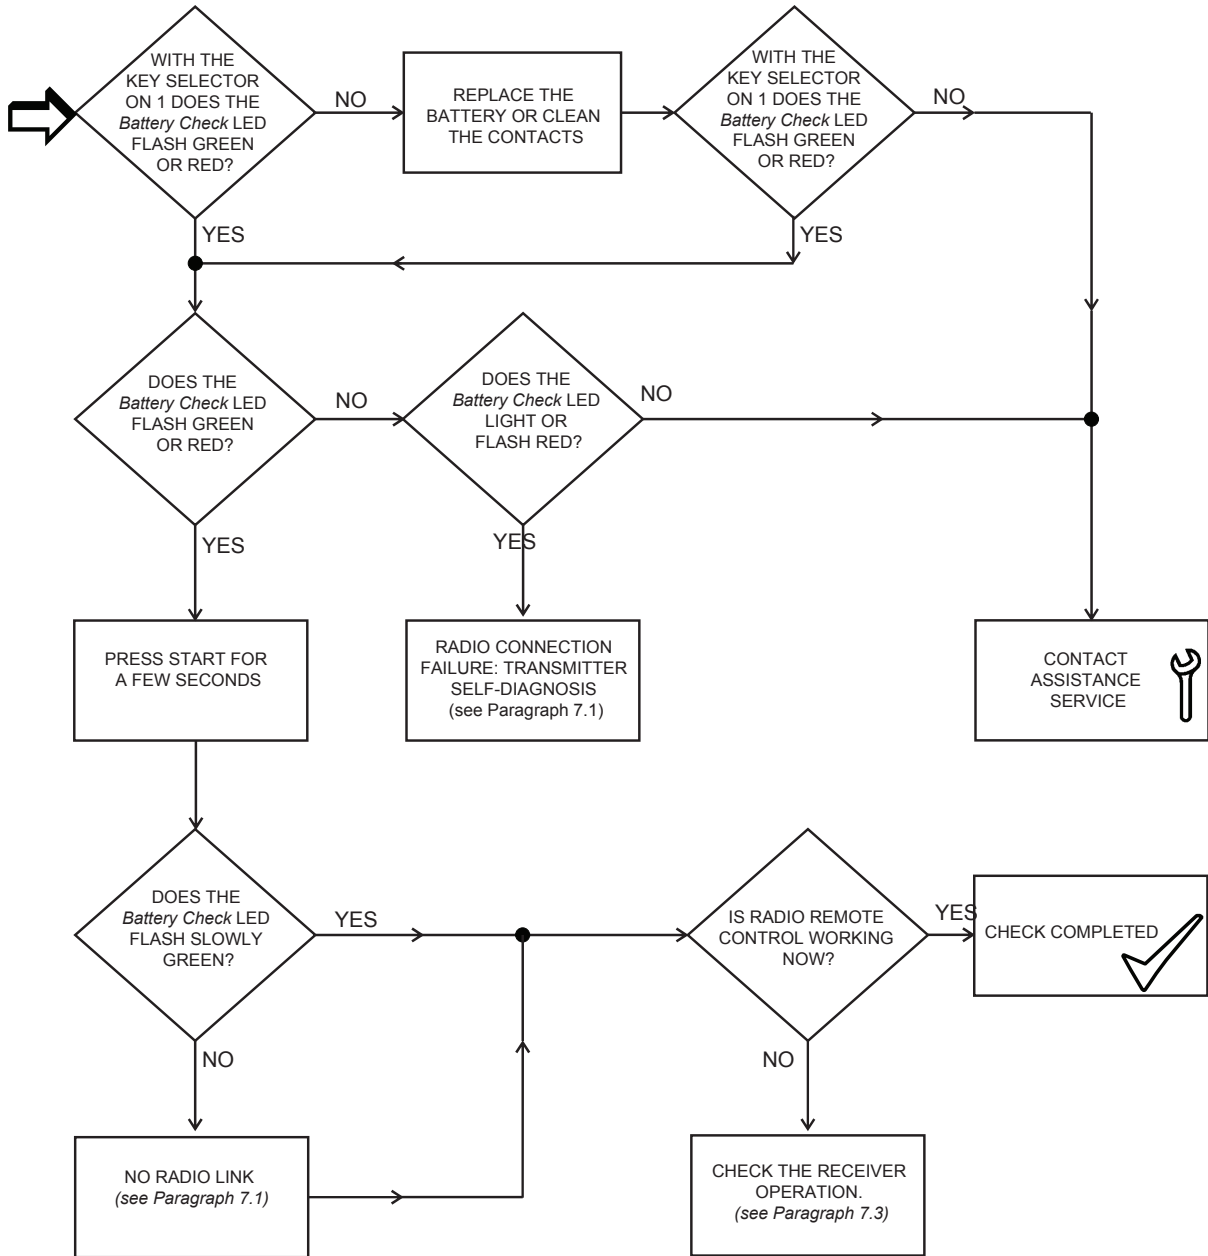 WITH THE
KEY SELECTOR
ON 1 DOES THE
Battery Check LED
FLASH GREEN
OR RED?
NO
REPLACE THE
BATTERY OR CLEAN
THE CONTACTS
WITH THE
KEY SELECTOR
ON 1 DOES THE
Battery Check LED
FLASH GREEN
OR RED?
NO
YES
YES
DOES THE
Battery Check LED
FLASH GREEN
OR RED?
NO
DOES THE
Battery Check LED
LIGHT OR
FLASH RED?
NO
YES
YES
PRESS START FOR
A FEW SECONDS
RADIO CONNECTION
FAILURE: TRANSMITTER
SELF-DIAGNOSIS
(see Paragraph 7.1)
CONTACT
ASSISTANCE
SERVICE
DOES THE
Battery Check LED
FLASH SLOWLY
GREEN?
YES
IS RADIO REMOTE
CONTROL WORKING
NOW?
YES
CHECK COMPLETED
NO
NO
NO RADIO LINK
(see Paragraph 7.1)
CHECK THE RECEIVER
OPERATION.
(see Paragraph 7.3)